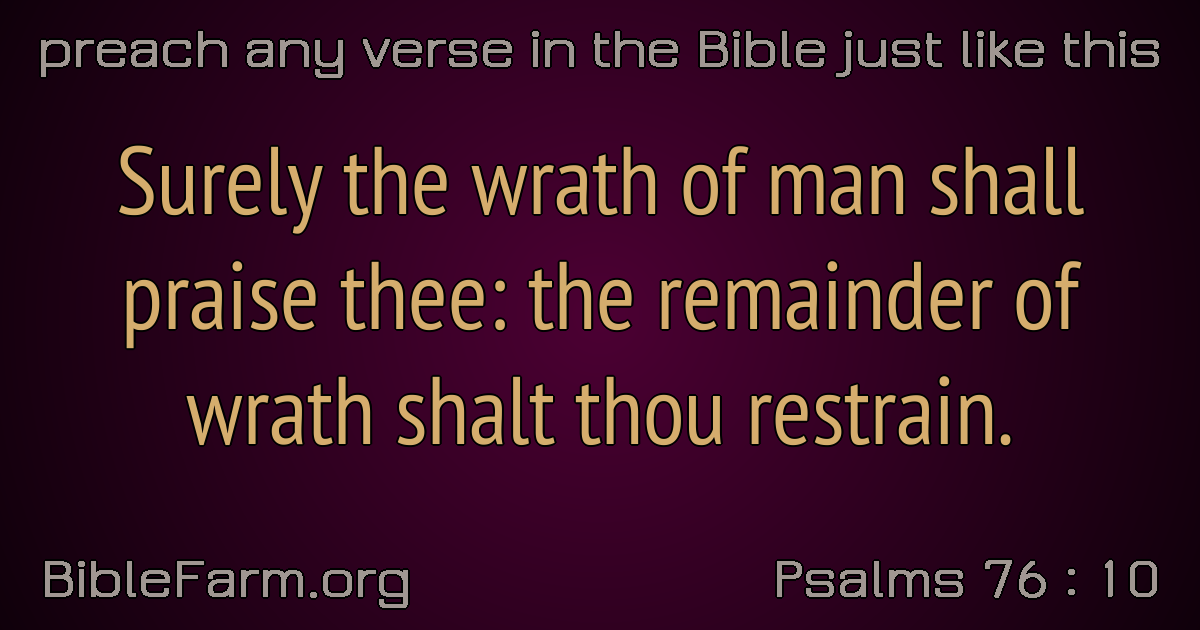 preach any verse in the Bible just like this
Surely the wrath of man shall
praise thee: the remainder of
wrath shalt thou restrain.
BibleFarm.org
Psalms 76 : 10